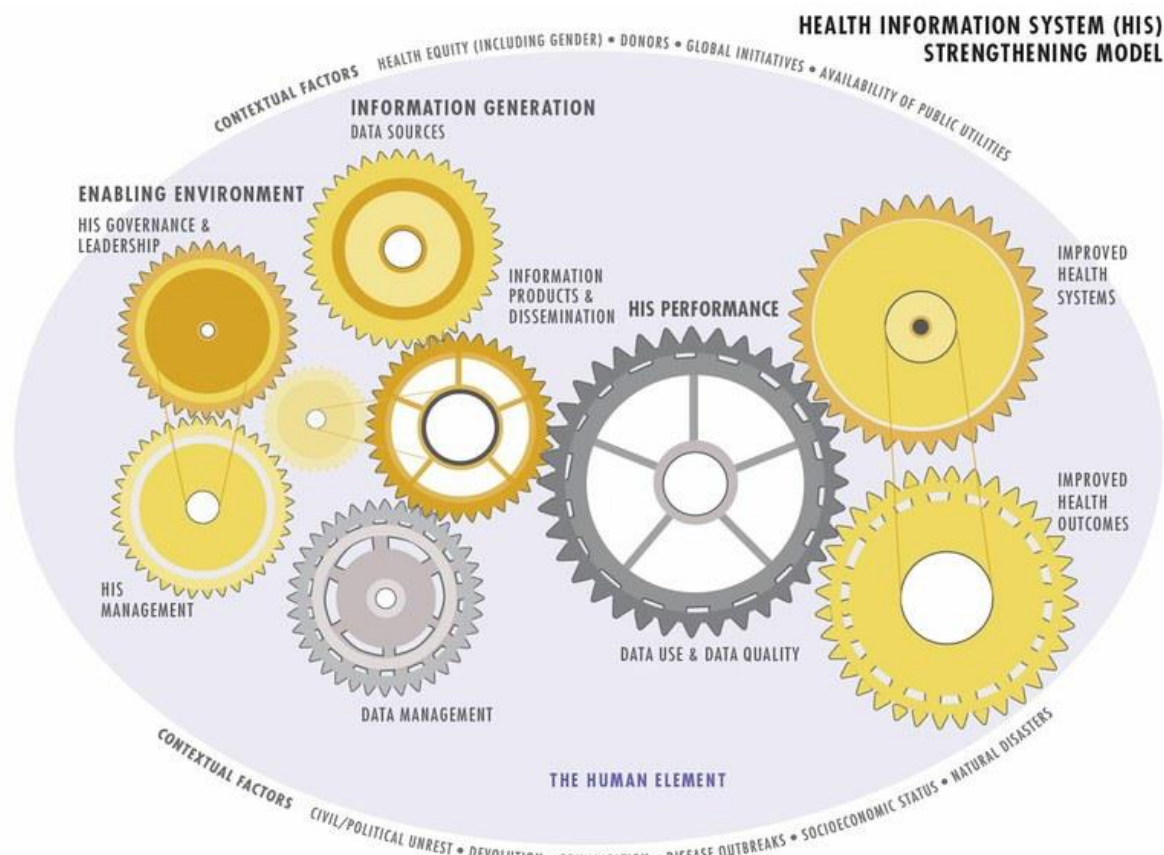 HEALTH INFORMATION SYSTEM (HIS)
STRENGTHENING MODEL
CONTEXTUAL FACTORS HEALTH EQUITY (INCLUDING GENDER) • DONORS • GLOBAL INITIATIVES • AVAILABILITY OF PUBLIC UTILITIES
INFORMATION GENERATION
DATA SOURCES
ENABLING ENVIRONMENT
HIS GOVERNANCE &
LEADERSHIP
INFORMATION
PRODUCTS &
DISSEMINATION
HIS PERFORMANCE
IMPROVED
HEALTH
SYSTEMS
IMPROVED
HEALTH
OUTCOMES
HIS
MANAGEMENT
DATA USE & DATA QUALITY
DATA MANAGEMENT
THE HUMAN ELEMENT
CONTEXTUAL FACTORS CIVIL/POLITICAL UNREST • DEVOLUTION • DISEASE OUTBREAKS • SOCIOECONOMIC STATUS • NATURAL DISASTERS